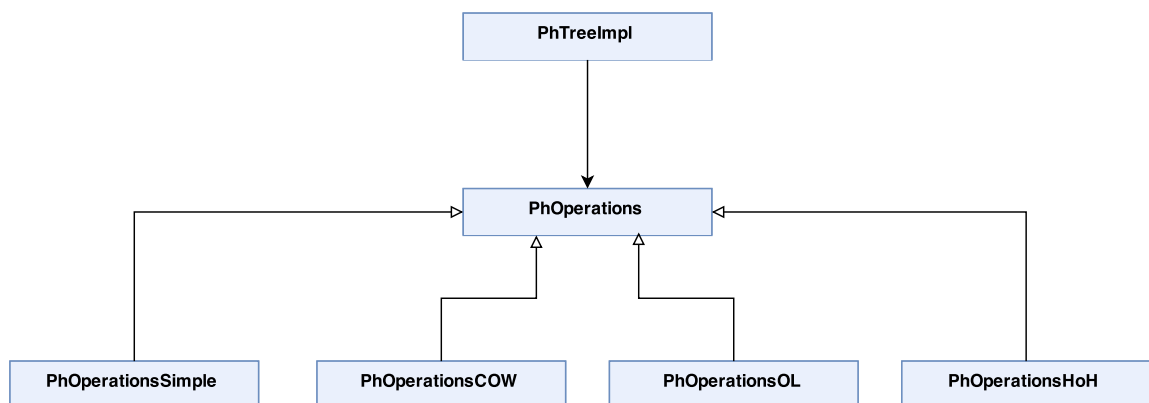 PhTreeImpl
PhOperations
PhOperationsSimple
PhOperationsCOW
PhOperationsOL
PhOperationsHoH